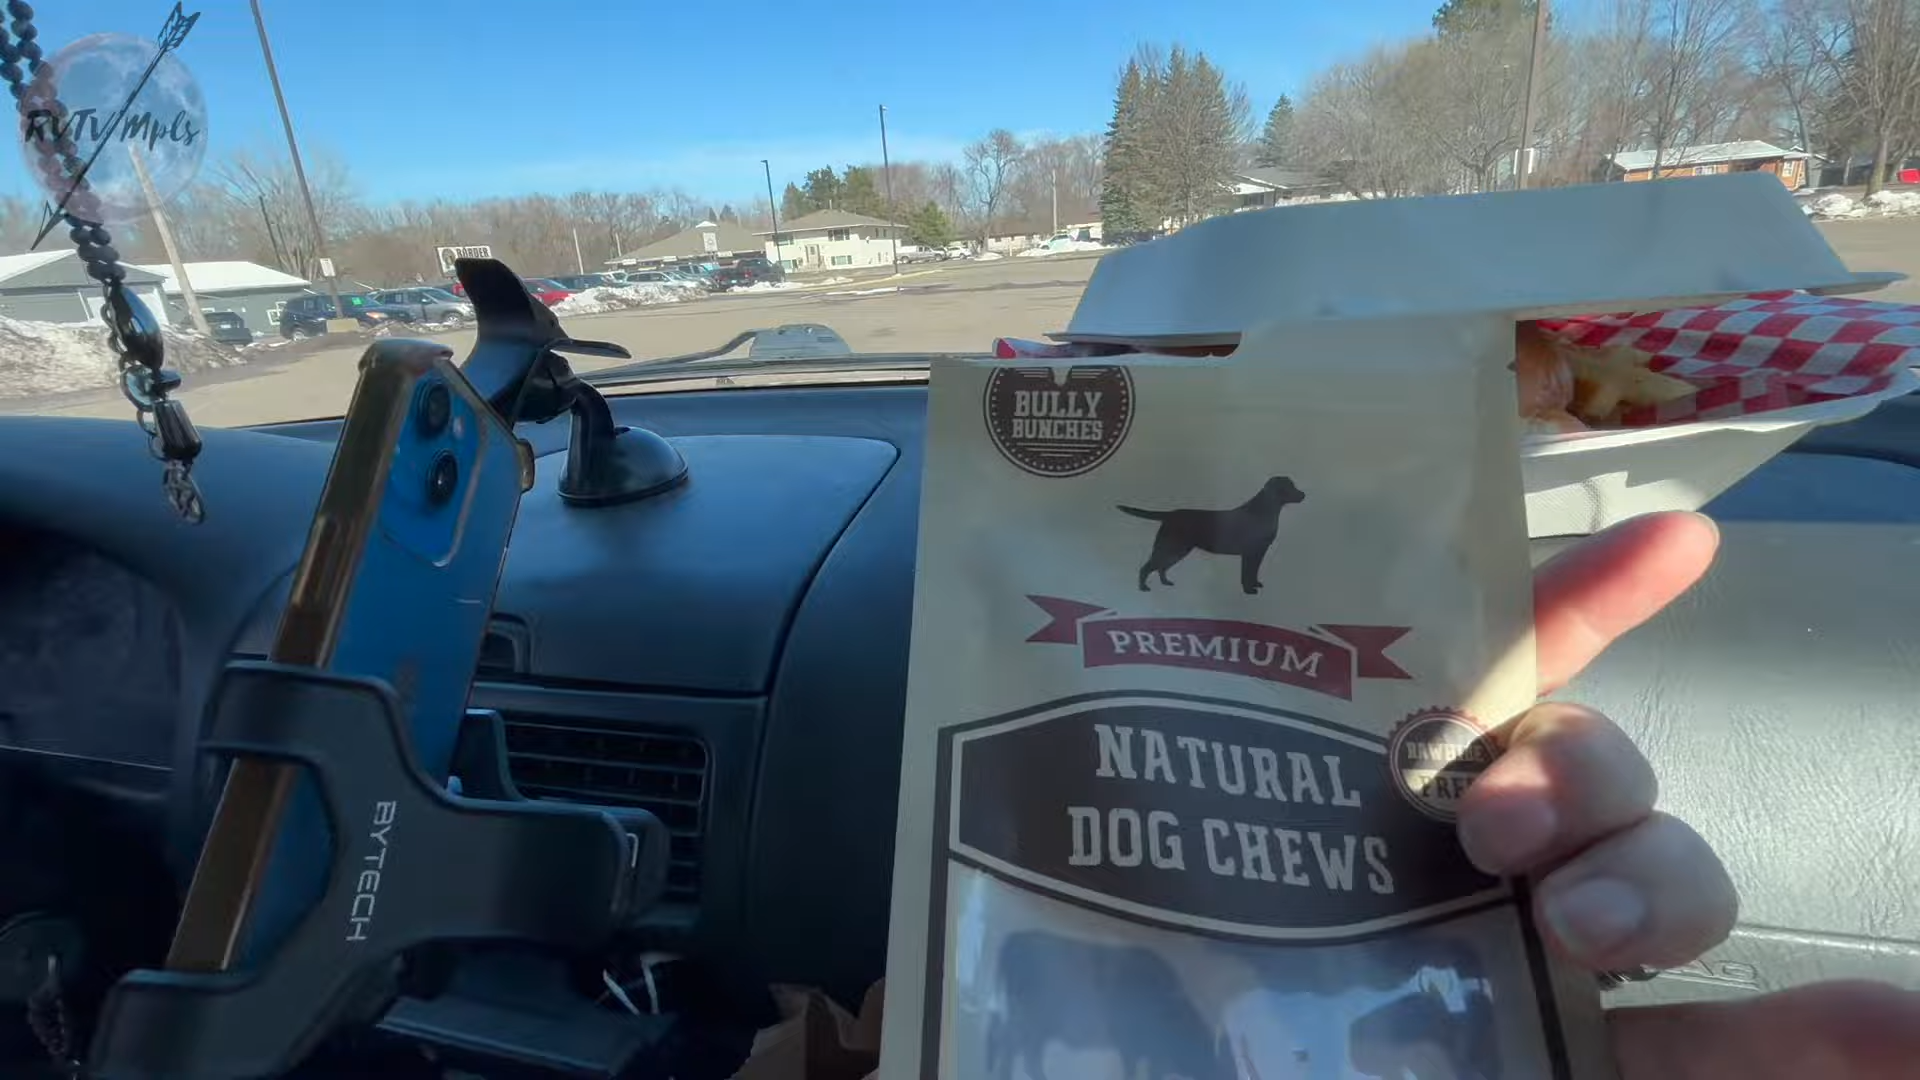 RVTV Mpls
BORDER
BULLY
BUNCHES
PREMIUM
NATURAL
DOG CHEWS
RAWHIDE
FREE
BYTECH